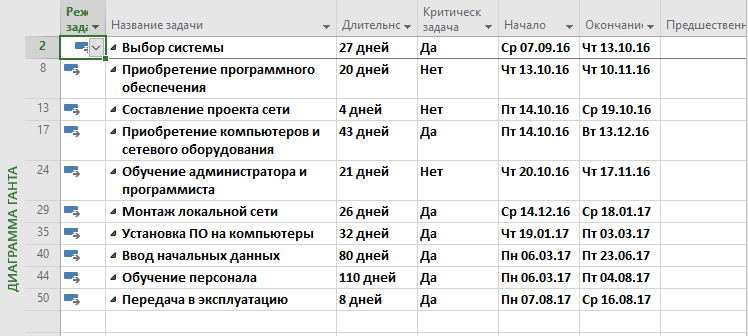 Реж зада Название задачи Длительнс Критическ задача Начало Окончание Предшественн
2 Выбор системы 27 дней Да Ср 07.09.16 Чт 13.10.16
8 Приобретение программного обеспечения 20 дней Нет Чт 13.10.16 Чт 10.11.16
13 Составление проекта сети 4 дней Нет Пт 14.10.16 Ср 19.10.16
17 Приобретение компьютеров и сетевого оборудования 43 дней Да Пт 14.10.16 Вт 13.12.16
24 Обучение администратора и программиста 21 дней Нет Чт 20.10.16 Чт 17.11.16
29 Монтаж локальной сети 26 дней Да Ср 14.12.16 Ср 18.01.17
35 Установка ПО на компьютеры 32 дней Да Чт 19.01.17 Пт 03.03.17
40 Ввод начальных данных 80 дней Да Пн 06.03.17 Пт 23.06.17
44 Обучение персонала 110 дней Да Пн 06.03.17 Пт 04.08.17
50 Передача в эксплуатацию 8 дней Да Пн 07.08.17 Ср 16.08.17
ДИАГРАММА ГАНТА